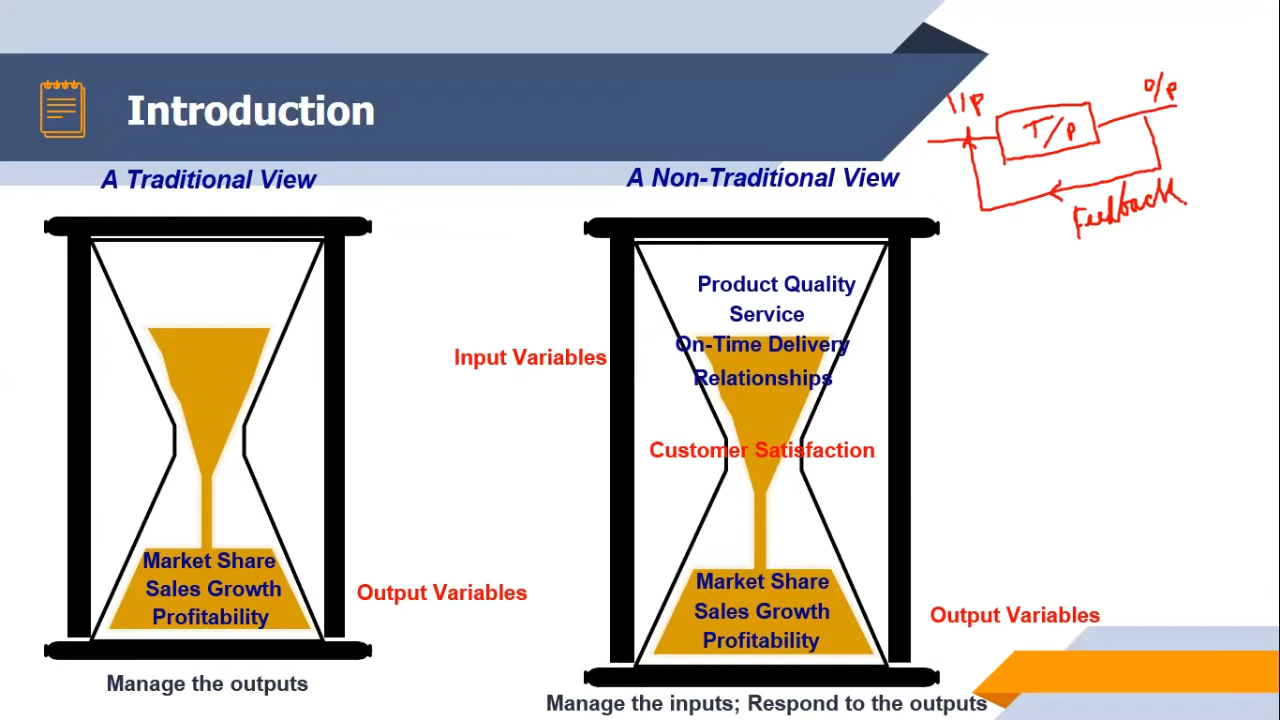 Introduction
I/P
T/P
O/P
Feedback
A Traditional View
A Non-Traditional View
Product Quality
Service
On-Time Delivery
Relationships
Input Variables
Customer Satisfaction
Market Share
Sales Growth
Profitability
Output Variables
Market Share
Sales Growth
Profitability
Output Variables
Manage the outputs
Manage the inputs; Respond to the outputs